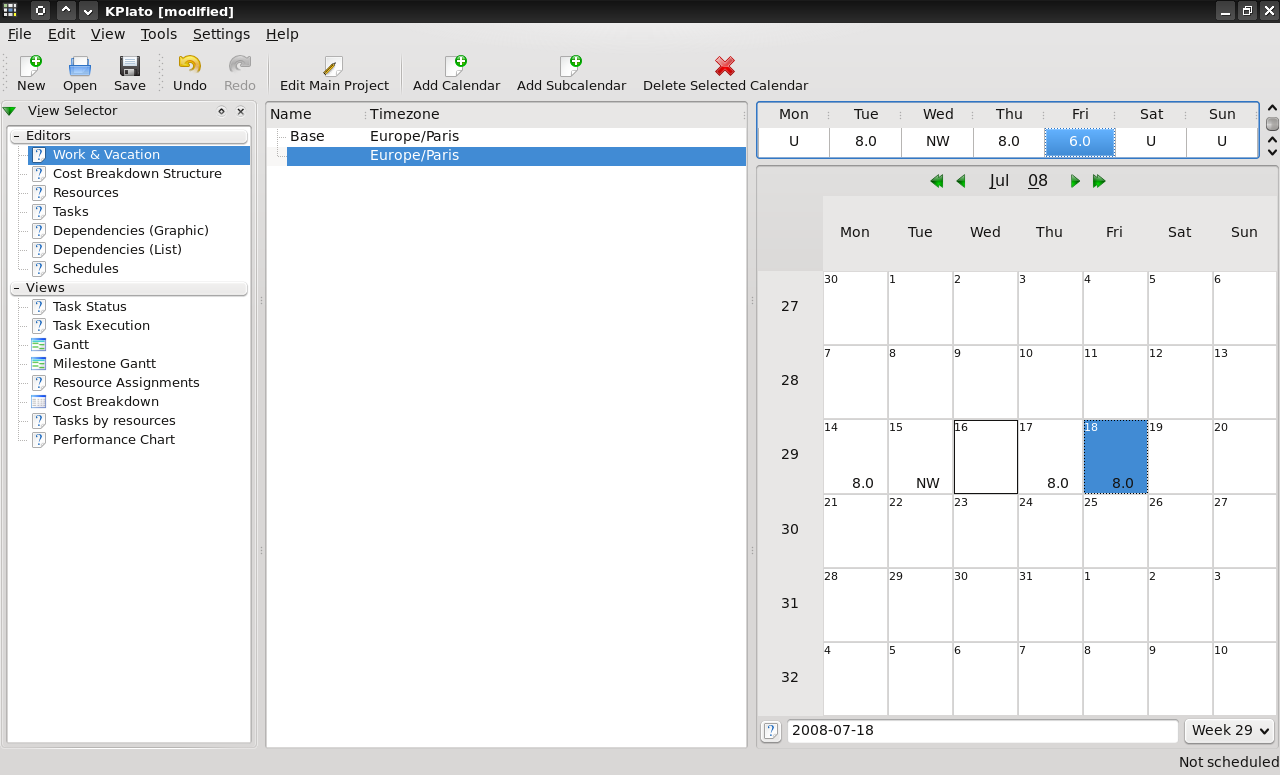 KPlato [modified]
File Edit View Tools Settings Help
New Open Save Undo Redo Edit Main Project Add Calendar Add Subcalendar Delete Selected Calendar
View Selector
Editors
Work & Vacation
Cost Breakdown Structure
Resources
Tasks
Dependencies (Graphic)
Dependencies (List)
Schedules
Views
Task Status
Task Execution
Gantt
Milestone Gantt
Resource Assignments
Cost Breakdown
Tasks by resources
Performance Chart
Name Timezone
Base Europe/Paris
Europe/Paris
Mon Tue Wed Thu Fri Sat Sun
U 8.0 NW 8.0 6.0 U U
Jul 08
Mon Tue Wed Thu Fri Sat Sun
30 1 2 3 4 5 6
27
7 8 9 10 11 12 13
28
14 15 16 17 18 19 20
29
8.0 NW 8.0 8.0
21 22 23 24 25 26 27
30
28 29 30 31 1 2 3
31
4 5 6 7 8 9 10
32
2008-07-18 Week 29
Not scheduled